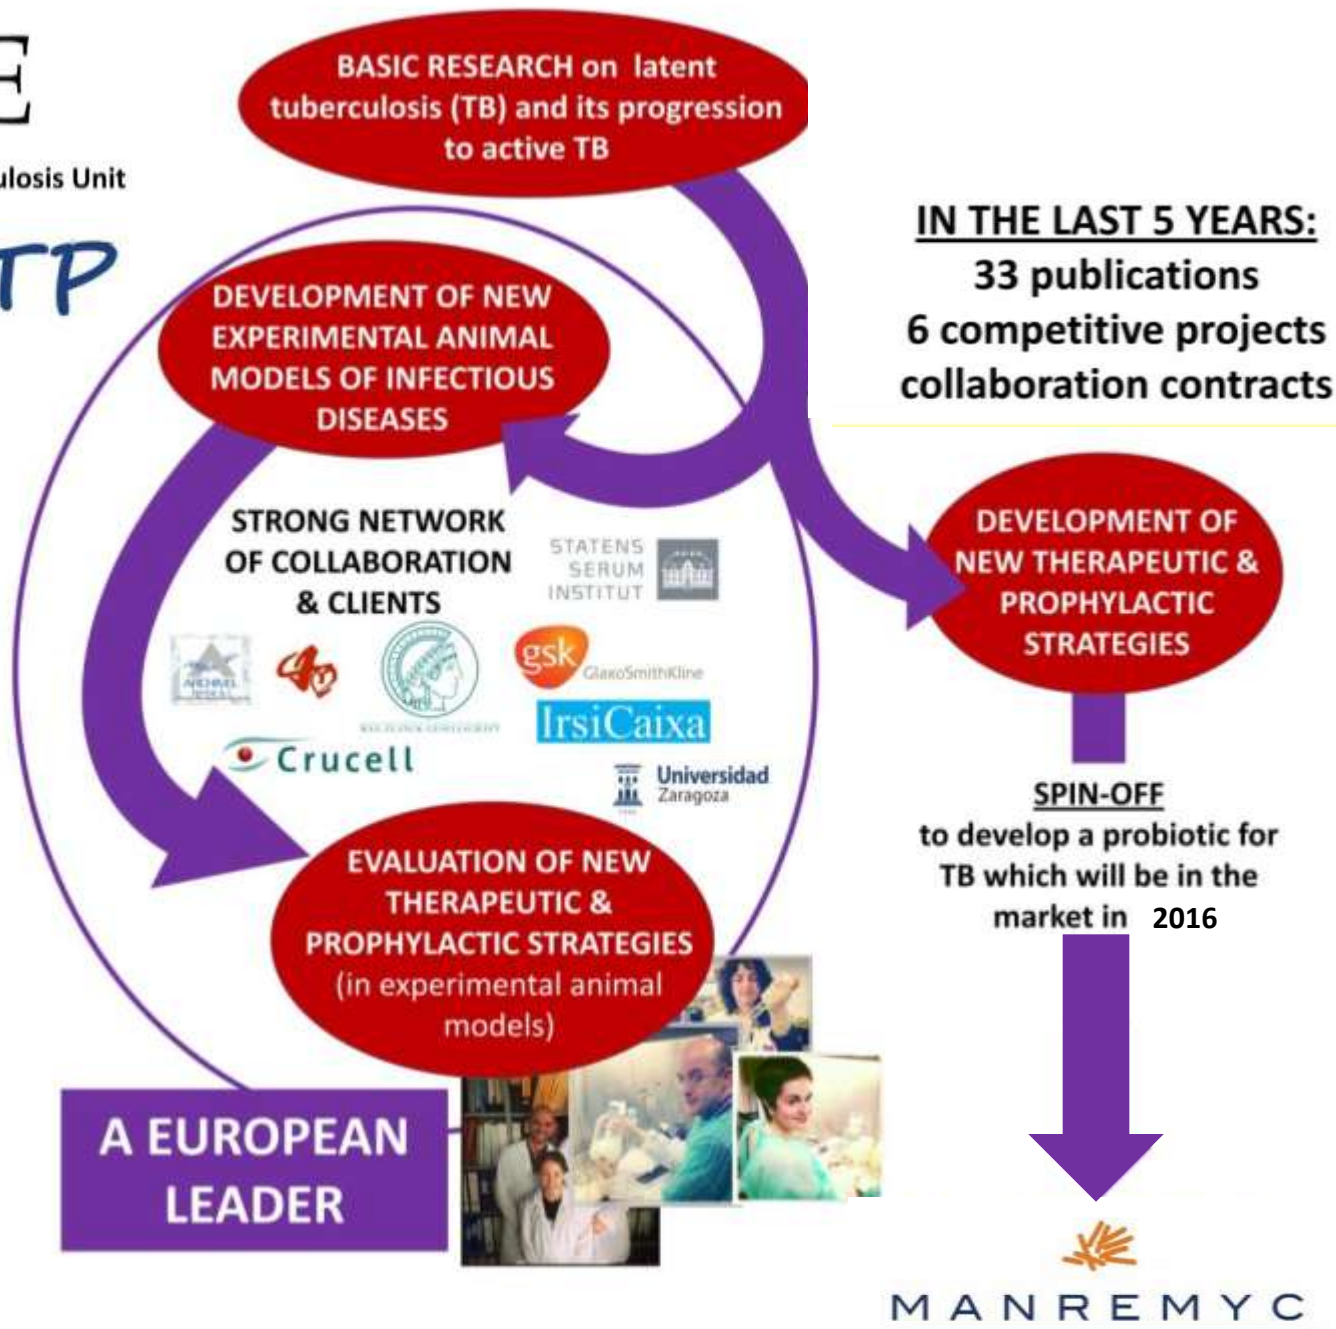 E
BASIC RESEARCH on latent
tuberculosis (TB) and its progression
to active TB
ulosis Unit
TP
IN THE LAST 5 YEARS:
33 publications
6 competitive projects
collaboration contracts
DEVELOPMENT OF NEW
EXPERIMENTAL ANIMAL
MODELS OF INFECTIOUS
DISEASES
STRONG NETWORK
OF COLLABORATION
& CLIENTS
STATENS
SERUM
INSTITUT
gsk
GlaxoSmithKline
IrsiCaixa
Crucell
Universidad
Zaragoza
DEVELOPMENT OF
NEW THERAPEUTIC &
PROPHYLACTIC
STRATEGIES
SPIN-OFF
to develop a probiotic for
TB which will be in the
market in 2016
EVALUATION OF NEW
THERAPEUTIC &
PROPHYLACTIC STRATEGIES
(in experimental animal
models)
A EUROPEAN
LEADER
MANREMYC